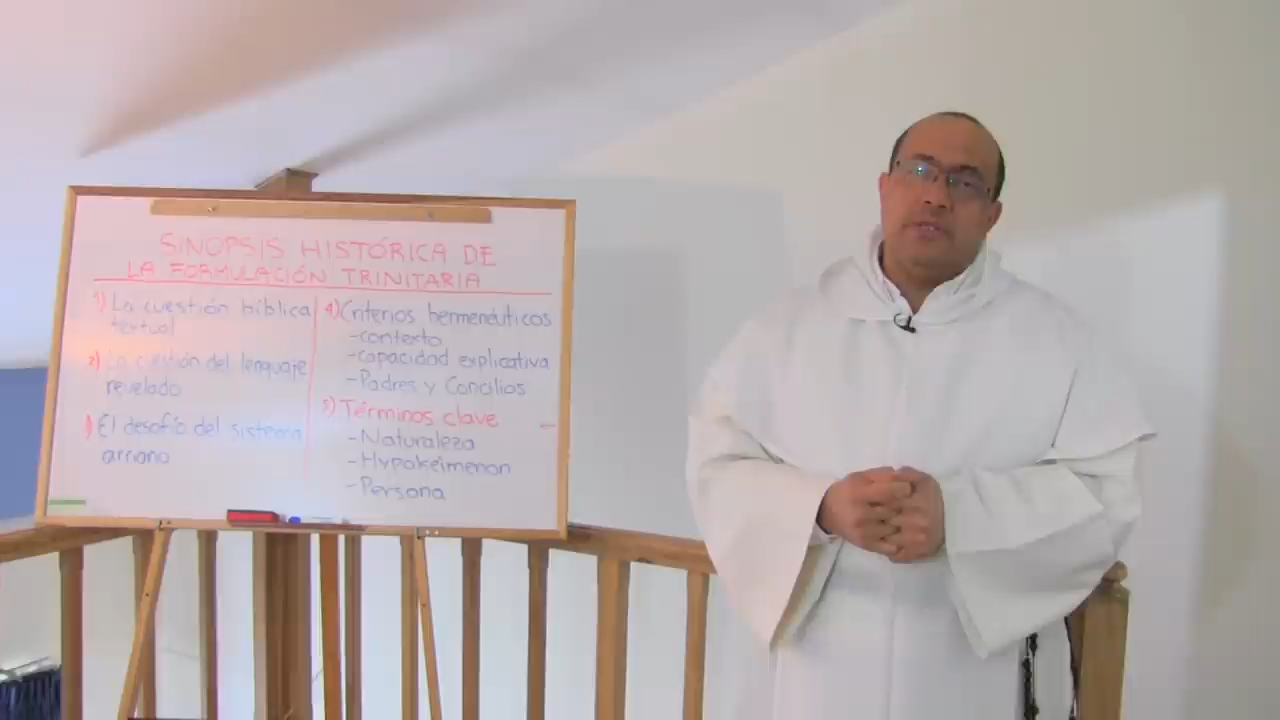 SINOPSIS HISTÓRICA DE
LA FORMULACIÓN TRINITARIA
1) La cuestión bíblica
textual
2) La cuestión del lenguaje
revelado
3) El desafío del sistema
arriano
4) Criterios hermenéuticos
- contexto
- capacidad explicativa
- Padres y Concilios
5) Términos clave
- Naturaleza
- Hypokéimenon
- Persona